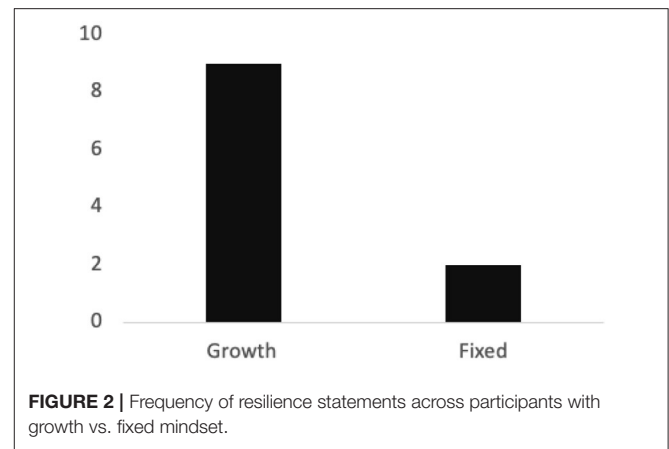 10
8
6
4
2
0
Growth Fixed
FIGURE 2 | Frequency of resilience statements across participants with
growth vs. fixed mindset.